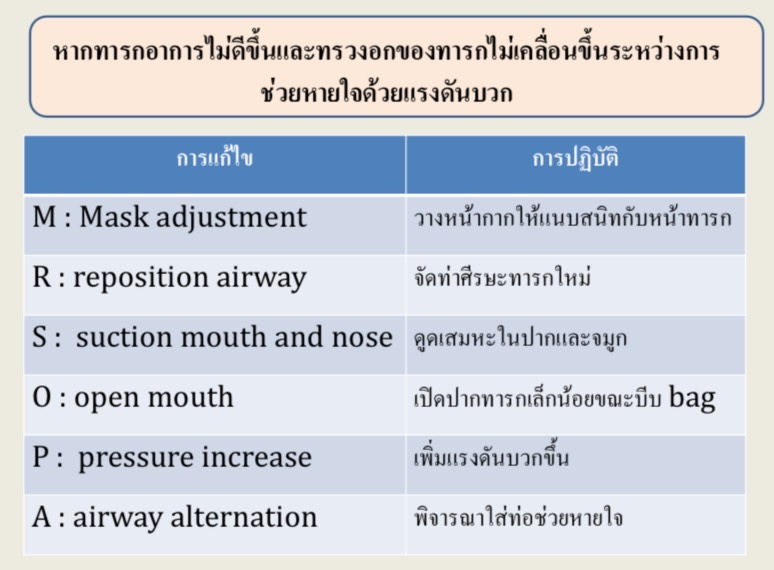 หากทารกอาการไม่ดีขึ้นและทรวงอกของทารกไม่เคลื่อนขึ้นระหว่างการ
ช่วยหายใจด้วยแรงดันบวก
การแก้ไข การปฏิบัติ
M : Mask adjustment วางหน้ากากให้แนบสนิทกับหน้าทารก
R : reposition airway จัดท่าศีรษะทารกใหม่
S : suction mouth and nose ดูดเสมหะในปากและจมูก
O : open mouth เปิดปากทารกเล็กน้อยขณะบีบ bag
P : pressure increase เพิ่มแรงดันบวกขึ้น
A : airway alternation พิจารณาใส่ท่อช่วยหายใจ